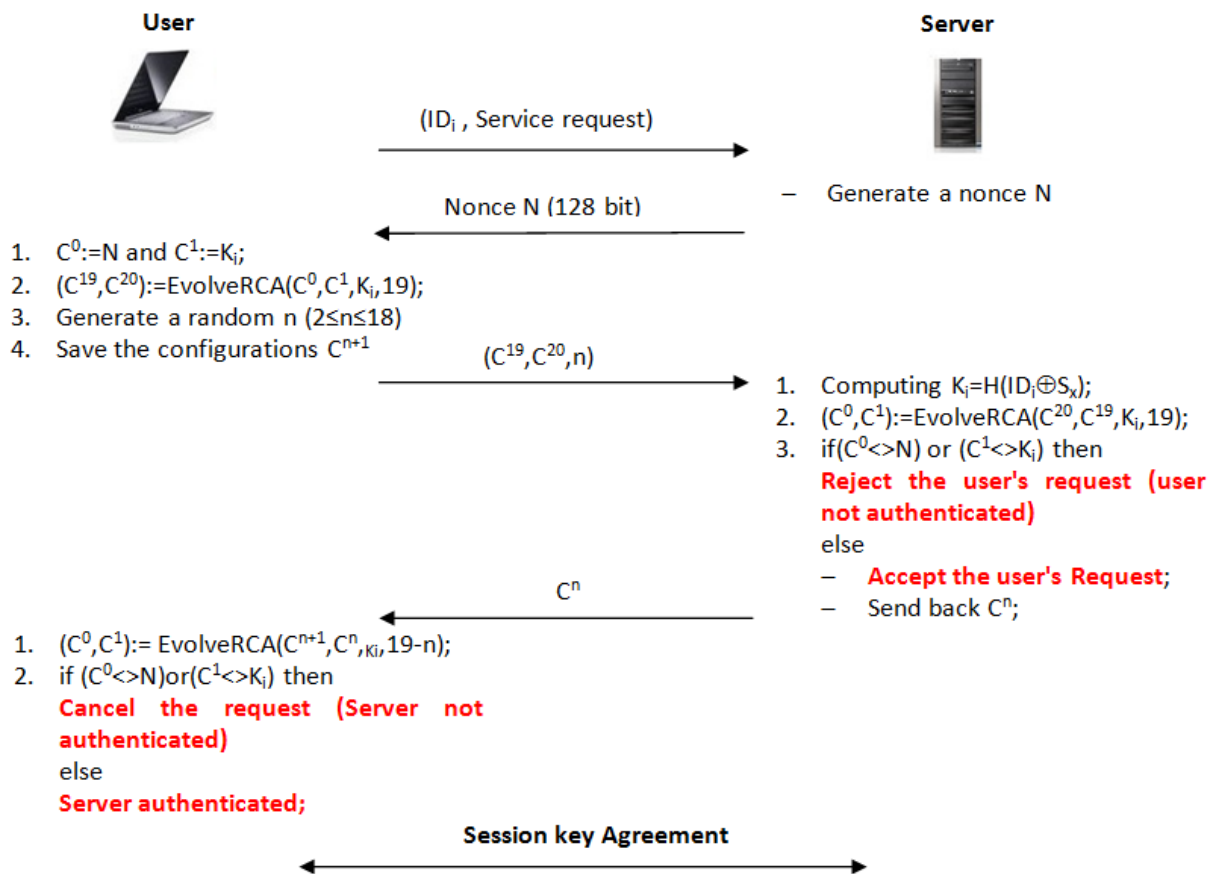 User
Server
(IDᵢ , Service request)
– Generate a nonce N
Nonce N (128 bit)
1. C⁰:=N and C¹:=Kᵢ;
2. (C¹⁹,C²⁰):=EvolveRCA(C⁰,C¹,Kᵢ,19);
3. Generate a random n (2≤n≤18)
4. Save the configurations Cⁿ⁺¹
(C¹⁹,C²⁰,n)
1. Computing Kᵢ=H(IDᵢ⊕Sₓ);
2. (C⁰,C¹):=EvolveRCA(C²⁰,C¹⁹,Kᵢ,19);
3. if(C⁰<>N) or (C¹<>Kᵢ) then
Reject the user's request (user
not authenticated)
else
– Accept the user's Request;
– Send back Cⁿ;
Cⁿ
1. (C⁰,C¹):= EvolveRCA(Cⁿ⁺¹,Cⁿ,Ki,19-n);
2. if (C⁰<>N)or(C¹<>Kᵢ) then
Cancel the request (Server not
authenticated)
else
Server authenticated;
Session key Agreement